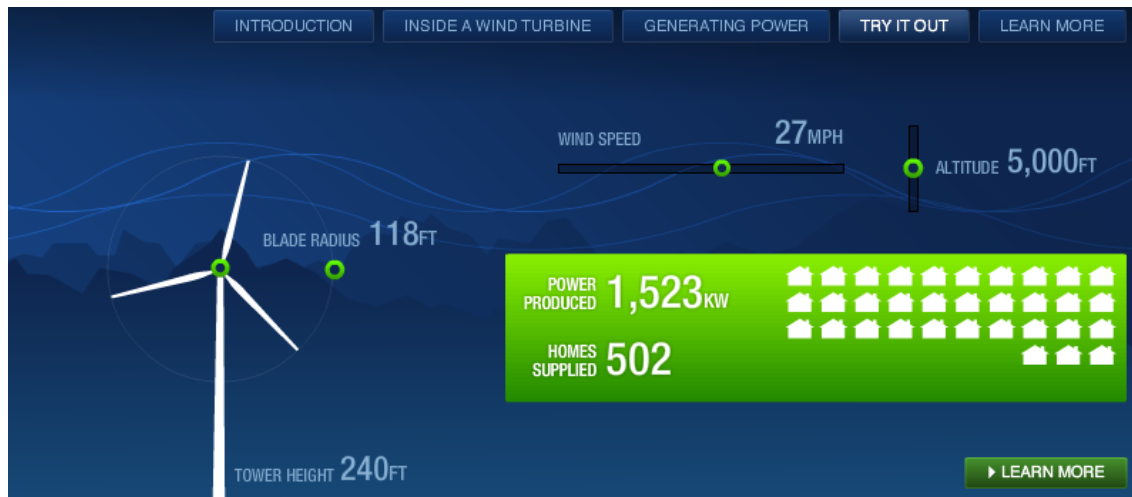 INTRODUCTION
INSIDE A WIND TURBINE
GENERATING POWER
TRY IT OUT
LEARN MORE
WIND SPEED 27MPH
ALTITUDE 5,000FT
BLADE RADIUS 118FT
POWER
PRODUCED 1,523KW
HOMES
SUPPLIED 502
TOWER HEIGHT 240FT
LEARN MORE